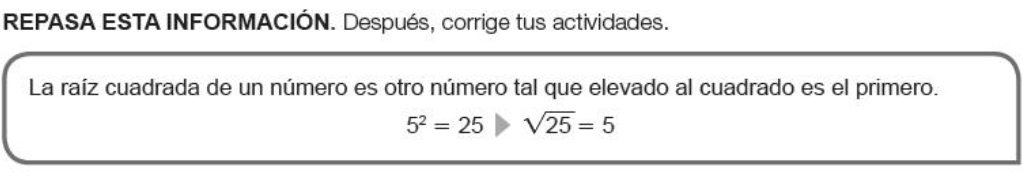 REPASA ESTA INFORMACIÓN. Después, corrige tus actividades.
La raíz cuadrada de un número es otro número tal que elevado al cuadrado es el primero.
5² = 25 ▶ √25 = 5